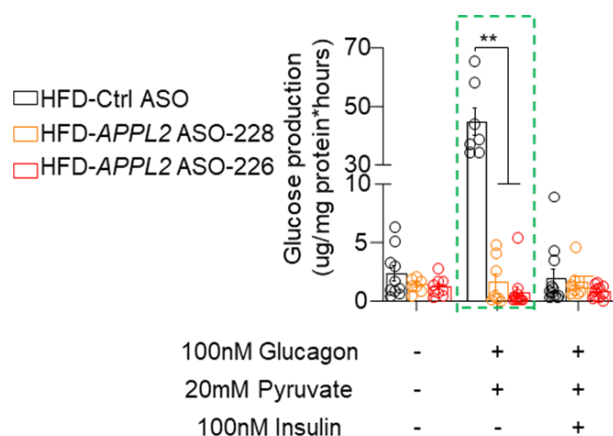 HFD-Ctrl ASO
HFD-APPL2 ASO-228
HFD-APPL2 ASO-226
Glucose production
(ug/mg protein*hours)
70
50
30
10
5
0
**
100nM Glucagon - + +
20mM Pyruvate - + +
100nM Insulin - - +